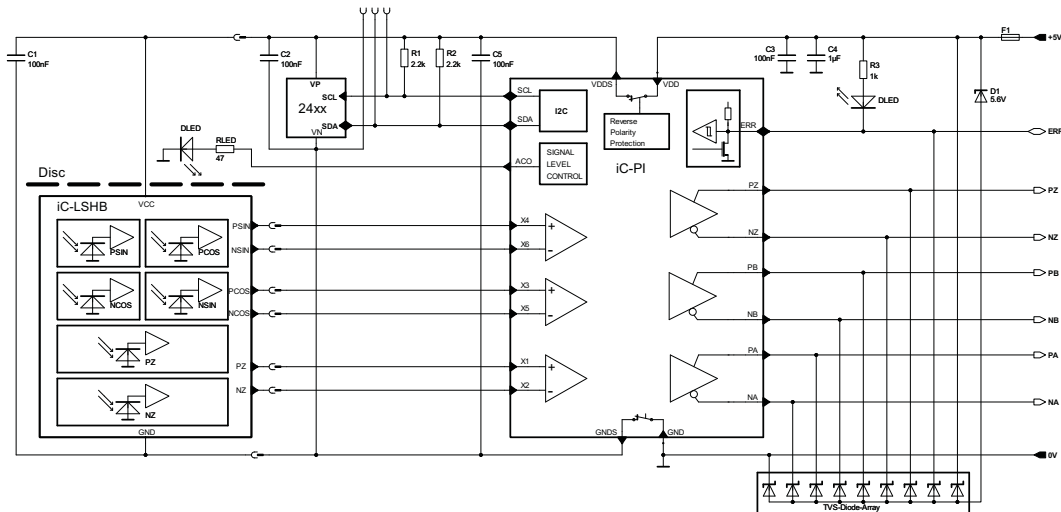 C1
100nF
C2
100nF
R1
2.2k
R2
2.2k
C5
100nF
C3
100nF
C4
1µF
R3
1k
F1
+5V
VP
SCL
24xx
SDA
VN
VDDS
VDD
SCL
I2C
SDA
Reverse
Polarity
Protection
ERR
DLED
D1
5.6V
ERR
DLED
RLED
47
ACO
SIGNAL
LEVEL
CONTROL
iC-PI
Disc
VCC
iC-LSHB
PSIN
PCOS
NCOS
NSIN
PZ
NZ
GND
PSIN
NSIN
PCOS
NCOS
PZ
NZ
X4
X6
X3
X5
X1
X2
+
-
+
-
+
-
PZ
NZ
PB
NB
PA
NA
PZ
NZ
PB
NB
PA
NA
GNDS
GND
0V
TVS-Diode-Array